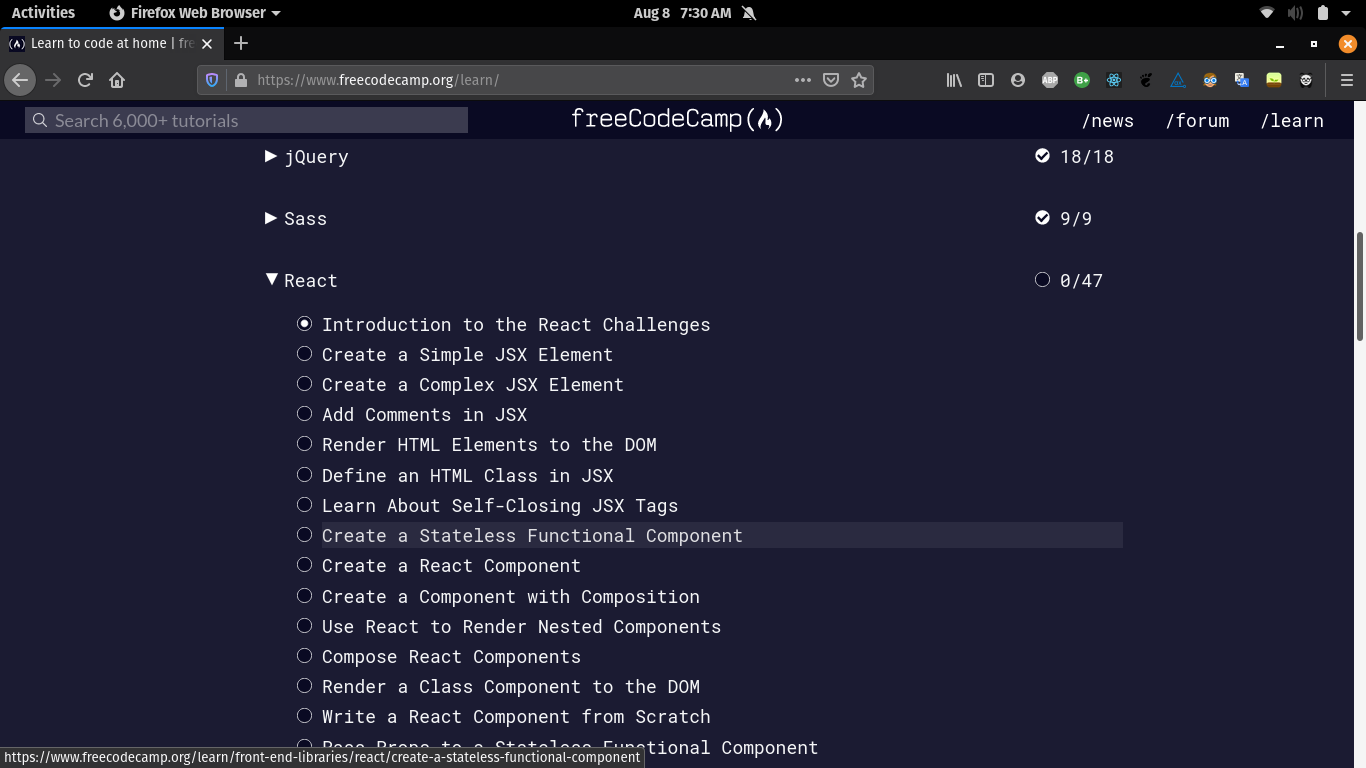 Activities Firefox Web Browser Aug 8 7:30 AM
Learn to code at home | fre
https://www.freecodecamp.org/learn/
ABP B+
Search 6,000+ tutorials freeCodeCamp /news /forum /learn
jQuery 18/18
Sass 9/9
React 0/47
Introduction to the React Challenges
Create a Simple JSX Element
Create a Complex JSX Element
Add Comments in JSX
Render HTML Elements to the DOM
Define an HTML Class in JSX
Learn About Self-Closing JSX Tags
Create a Stateless Functional Component
Create a React Component
Create a Component with Composition
Use React to Render Nested Components
Compose React Components
Render a Class Component to the DOM
Write a React Component from Scratch
Pass Props to a Stateless Functional Component
https://www.freecodecamp.org/learn/front-end-libraries/react/create-a-stateless-functional-component